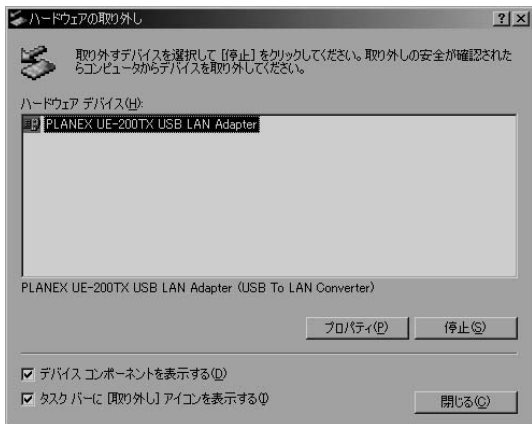 ハードウェアの取り外し
取り外すデバイスを選択して [停止] をクリックしてください。取り外しの安全が確認された
らコンピュータからデバイスを取り外してください。
ハードウェア デバイス(H):
PLANEX UE-200TX USB LAN Adapter
PLANEX UE-200TX USB LAN Adapter (USB To LAN Converter)
プロパティ(P)
停止(S)
デバイス コンポーネントを表示する(D)
タスク バーに [取り外し] アイコンを表示する(I)
閉じる(C)